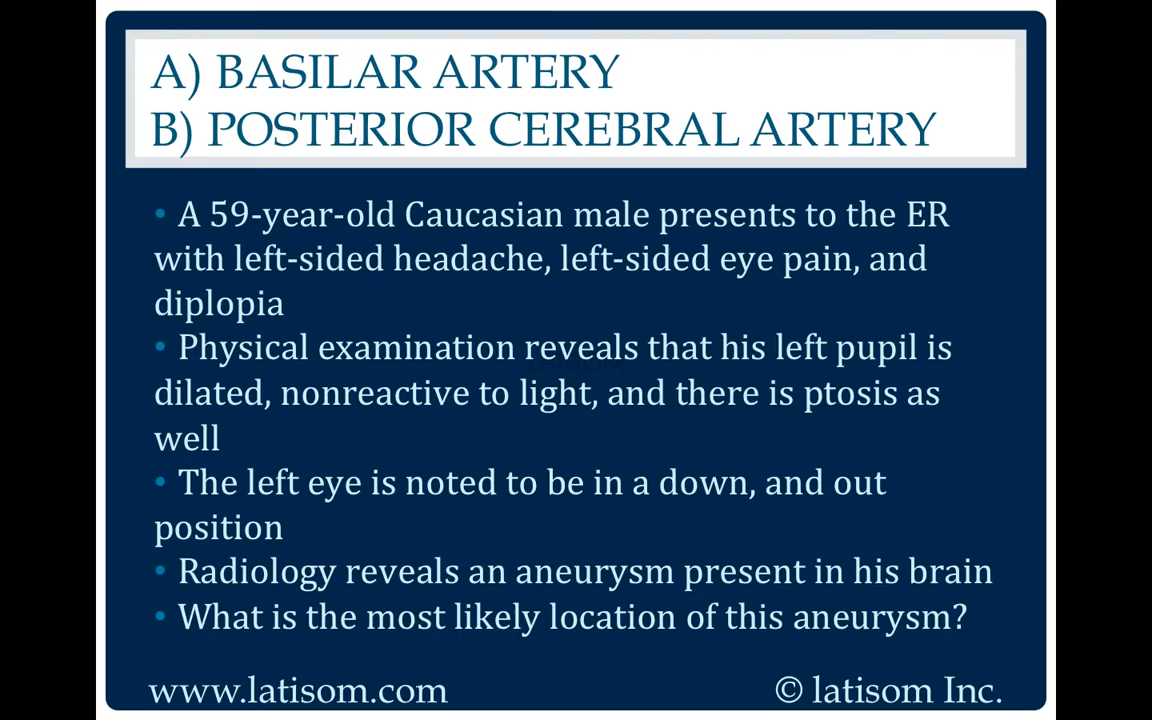 A) BASILAR ARTERY
B) POSTERIOR CEREBRAL ARTERY
• A 59-year-old Caucasian male presents to the ER
with left-sided headache, left-sided eye pain, and
diplopia
• Physical examination reveals that his left pupil is
dilated, nonreactive to light, and there is ptosis as
well
• The left eye is noted to be in a down, and out
position
• Radiology reveals an aneurysm present in his brain
• What is the most likely location of this aneurysm?
www.latisom.com
© latisom Inc.